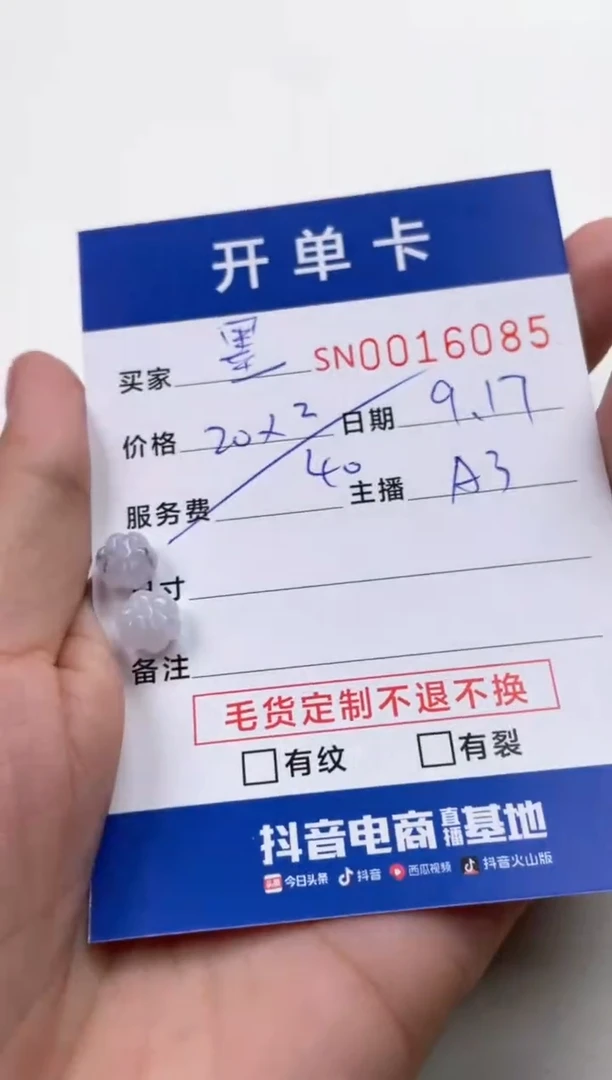 开单卡
买家 墨 SN0016085
价格 20x2 日期 9.17
40
服务费 主播 A3
寸
备注
毛货定制不退不换
有纹 有裂
抖音电商直播基地
头条 今日头条 抖音 西瓜视频 抖音火山版